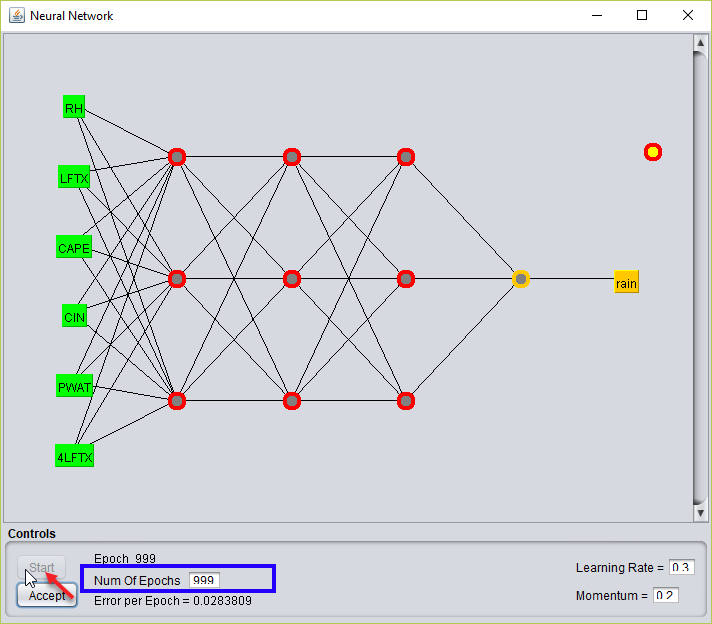 Neural Network
RH
LFTX
CAPE
CIN
PWAT
4LFTX
rain
Controls
Start
Accept
Epoch 999
Num Of Epochs 999
Error per Epoch = 0.0283809
Learning Rate = 0.3
Momentum = 0.2